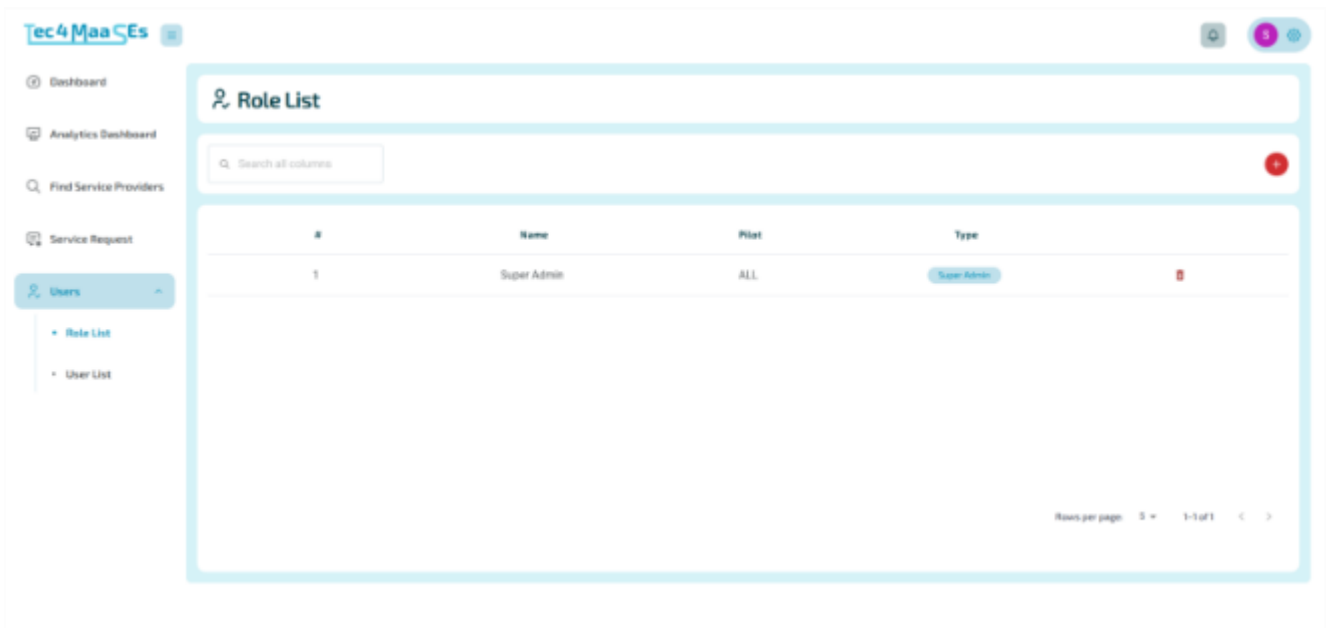 Tec4MaaSEs
S
Dashboard
Analytics Dashboard
Find Service Providers
Service Request
Users
Role List
User List
Role List
Search all columns
# Name Pilot Type
1 Super Admin ALL Super Admin
Rows per page: 5 1-1 of 1